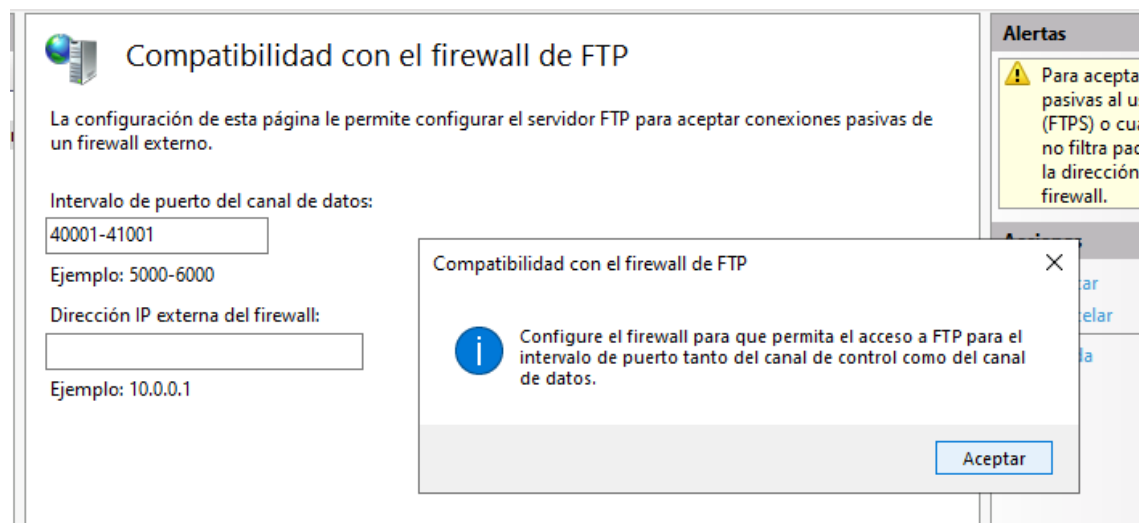 Compatibilidad con el firewall de FTP
La configuración de esta página le permite configurar el servidor FTP para aceptar conexiones pasivas de
un firewall externo.
Intervalo de puerto del canal de datos:
40001-41001
Ejemplo: 5000-6000
Dirección IP externa del firewall:
Ejemplo: 10.0.0.1
Compatibilidad con el firewall de FTP
Configure el firewall para que permita el acceso a FTP para el
intervalo de puerto tanto del canal de control como del canal
de datos.
Aceptar
Alertas
Para acepta
pasivas al u
(FTPS) o cua
no filtra pac
la dirección
firewall.
ar
elar
da